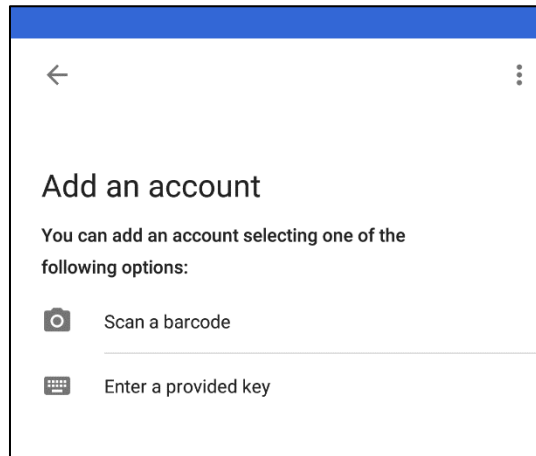 Add an account
You can add an account selecting one of the
following options:
Scan a barcode
Enter a provided key